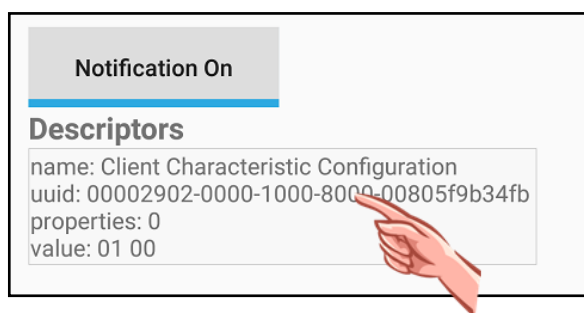 Notification On
Descriptors
name: Client Characteristic Configuration
uuid: 00002902-0000-1000-8000-00805f9b34fb
properties: 0
value: 01 00